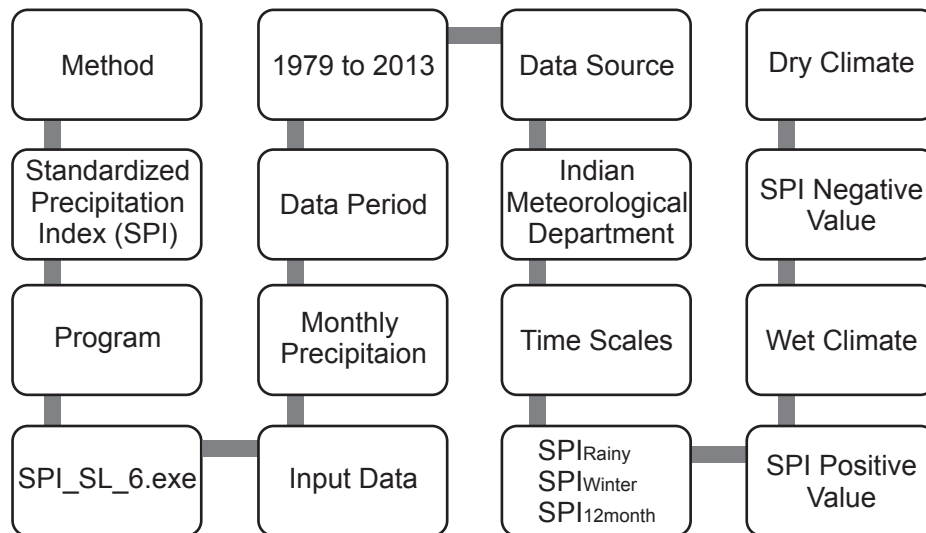 Method
Standardized
Precipitation
Index (SPI)
Program
SPI_SL_6.exe
Input Data
Monthly
Precipitaion
Data Period
1979 to 2013
Data Source
Indian
Meteorological
Department
Time Scales
SPIRainy
SPIWinter
SPI12month
SPI Positive
Value
Wet Climate
SPI Negative
Value
Dry Climate